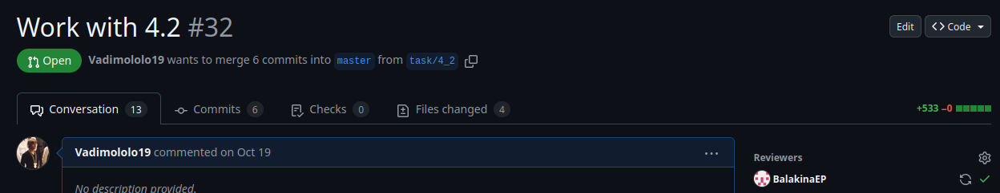 Work with 4.2 #32
Edit
Code
Open
Vadimololo19 wants to merge 6 commits into master from task/4_2
Conversation 13
Commits 6
Checks 0
Files changed 4
+533 −0
Vadimololo19 commented on Oct 19
...
Reviewers
No description provided.
BalakinaEP